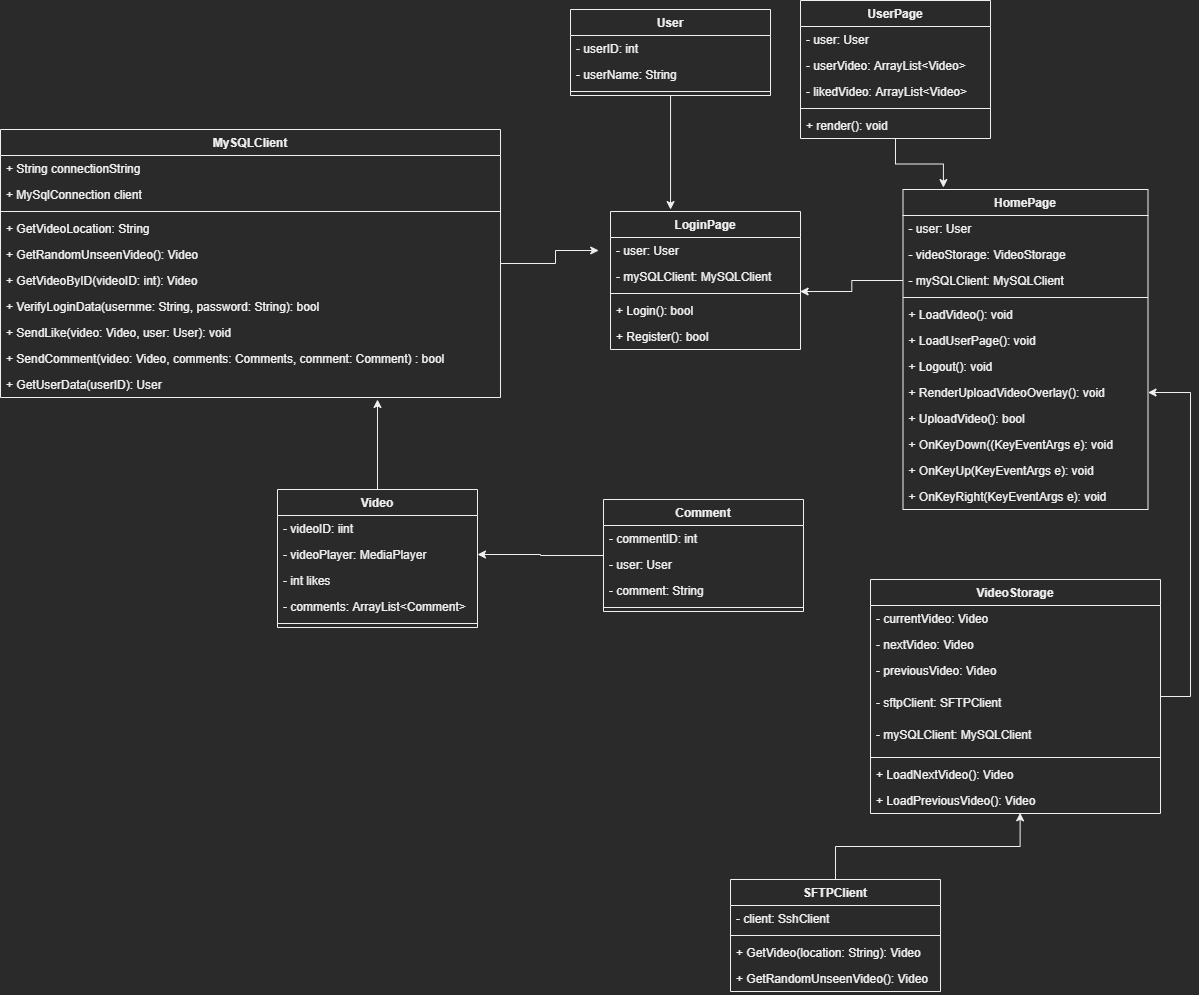 User
- userID: int
- userName: String
UserPage
- user: User
- userVideo: ArrayList<Video>
- likedVideo: ArrayList<Video>
+ render(): void
MySQLClient
+ String connectionString
+ MySqlConnection client
+ GetVideoLocation: String
+ GetRandomUnseenVideo(): Video
+ GetVideoByID(videoID: int): Video
+ VerifyLoginData(usernme: String, password: String): bool
+ SendLike(video: Video, user: User): void
+ SendComment(video: Video, comments: Comments, comment: Comment) : bool
+ GetUserData(userID): User
LoginPage
- user: User
- mySQLClient: MySQLClient
+ Login(): bool
+ Register(): bool
HomePage
- user: User
- videoStorage: VideoStorage
- mySQLClient: MySQLClient
+ LoadVideo(): void
+ LoadUserPage(): void
+ Logout(): void
+ RenderUploadVideoOverlay(): void
+ UploadVideo(): bool
+ OnKeyDown((KeyEventArgs e): void
+ OnKeyUp(KeyEventArgs e): void
+ OnKeyRight(KeyEventArgs e): void
Video
- videoID: iint
- videoPlayer: MediaPlayer
- int likes
- comments: ArrayList<Comment>
Comment
- commentID: int
- user: User
- comment: String
VideoStorage
- currentVideo: Video
- nextVideo: Video
- previousVideo: Video
- sftpClient: SFTPClient
- mySQLClient: MySQLClient
+ LoadNextVideo(): Video
+ LoadPreviousVideo(): Video
SFTPClient
- client: SshClient
+ GetVideo(location: String): Video
+ GetRandomUnseenVideo(): Video